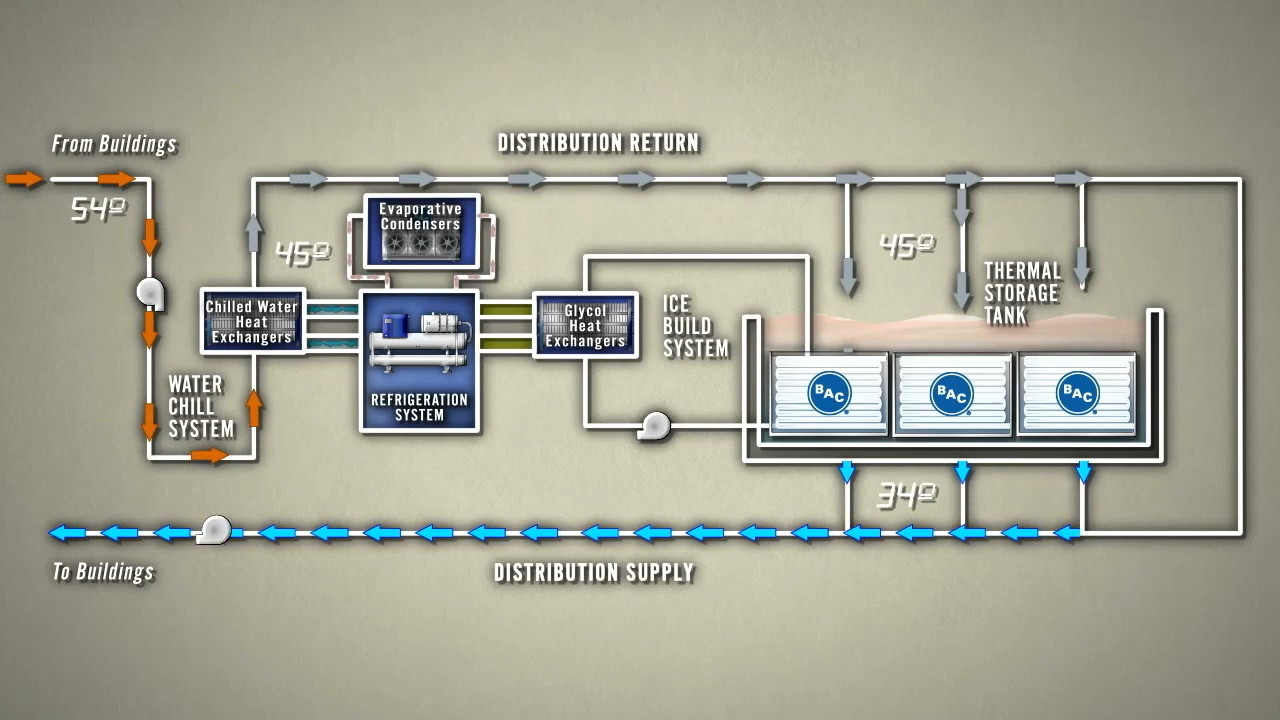 From Buildings
DISTRIBUTION RETURN
54º
Evaporative
Condensers
45º
45º
THERMAL
STORAGE
TANK
Chilled Water
Heat
Exchangers
Glycol
Heat
Exchangers
ICE
BUILD
SYSTEM
WATER
CHILL
SYSTEM
REFRIGERATION
SYSTEM
BAC
BAC
BAC
34º
To Buildings
DISTRIBUTION SUPPLY